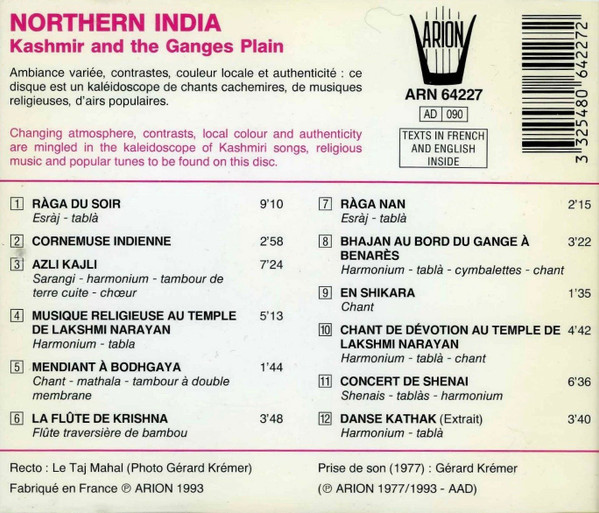 NORTHERN INDIA
Kashmir and the Ganges Plain
Ambiance variée, contrastes, couleur locale et authenticité : ce
disque est un kaléidoscope de chants cachemires, de musiques
religieuses, d'airs populaires.
Changing atmosphere, contrasts, local colour and authenticity
are mingled in the kaleidoscope of Kashmiri songs, religious
music and popular tunes to be found on this disc.
ARION
ARN 64227
AD 090
TEXTS IN FRENCH
AND ENGLISH
INSIDE
3 325480 642272
1 RÀGA DU SOIR 9'10
Esràj - tablà
2 CORNEMUSE INDIENNE 2'58
3 AZLI KAJLI 7'24
Sarangi - harmonium - tambour de
terre cuite - chœur
4 MUSIQUE RELIGIEUSE AU TEMPLE 5'13
DE LAKSHMI NARAYAN
Harmonium - tabla
5 MENDIANT À BODHGAYA 1'44
Chant - mathala - tambour à double
membrane
6 LA FLÛTE DE KRISHNA 3'48
Flûte traversière de bambou
7 RÀGA NAN 2'15
Esràj - tablà
8 BHAJAN AU BORD DU GANGE À 3'22
BENARÈS
Harmonium - tablà - cymbalettes - chant
9 EN SHIKARA 1'35
Chant
10 CHANT DE DÉVOTION AU TEMPLE DE 4'42
LAKSHMI NARAYAN
Harmonium - tablà - chant
11 CONCERT DE SHENAI 6'36
Shenais - tablàs - harmonium
12 DANSE KATHAK (Extrait) 3'40
Harmonium - tablà
Recto : Le Taj Mahal (Photo Gérard Krémer)
Fabriqué en France ℗ ARION 1993
Prise de son (1977) : Gérard Krémer
(℗ ARION 1977/1993 - AAD)